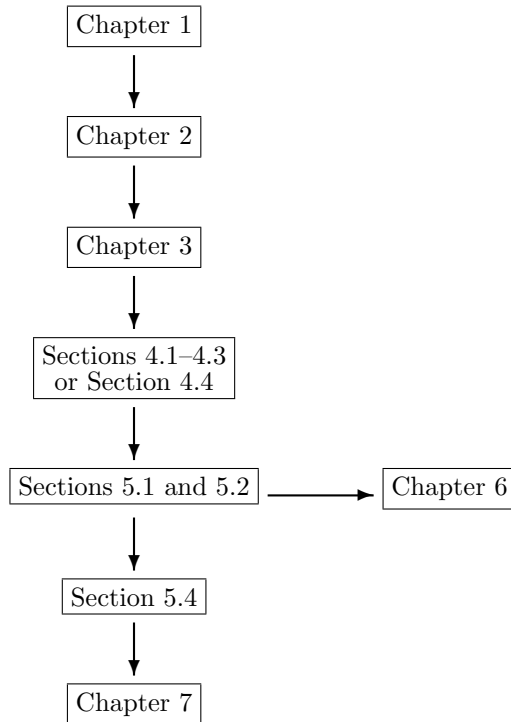 Chapter 1
Chapter 2
Chapter 3
Sections 4.1–4.3
or Section 4.4
Sections 5.1 and 5.2
Chapter 6
Section 5.4
Chapter 7